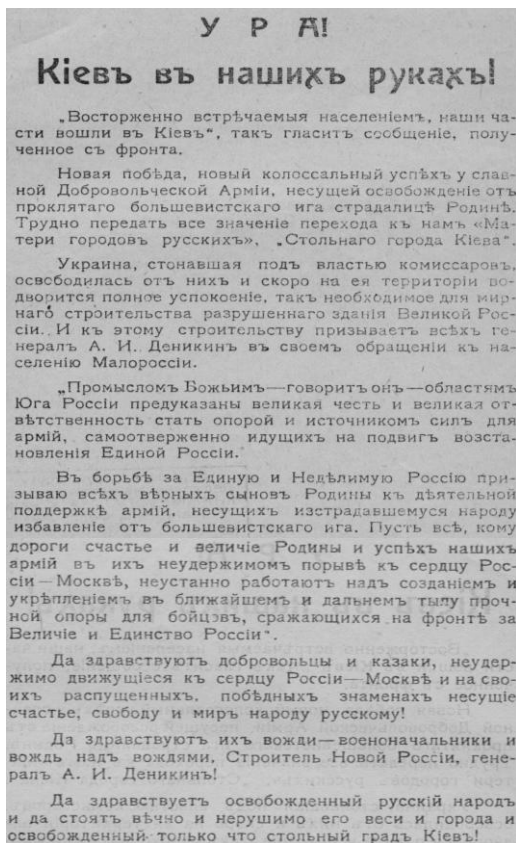 У Р А!
Кіевъ въ нашихъ рукахъ!
„Восторженно встрѣчаемыя населеніемъ, наши ча-
сти вошли въ Кіевъ“, такъ гласитъ сообщеніе, полу-
ченное съ фронта.
Новая побѣда, новый колоссальный успѣхъ у слав-
ной Добровольческой Арміи, несущей освобожденіе отъ
проклятаго большевистскаго ига страдалицѣ Родинѣ.
Трудно передать все значеніе перехода къ намъ «Ма-
тери городовъ русскихъ», „Стольнаго города Кіева“.
Украина, стонавшая подъ властью комиссаровъ,
освободилась отъ нихъ и скоро на ея территоріи во-
дворится полное успокоеніе, такъ необходимое для мир-
наго строительства разрушеннаго зданія Великой Рос-
сіи. И къ этому строительству призываетъ всѣхъ ге-
нералъ А. И. Деникинъ въ своемъ обращеніи къ на-
селенію Малороссіи.
„Промысломъ Божьимъ—говоритъ онъ—областямъ
Юга Россіи предуказаны великая честь и великая от-
вѣтственность стать опорой и источникомъ силъ для
армій, самоотверженно идущихъ на подвигъ возста-
новленія Единой Россіи.
Въ борьбѣ за Единую и Недѣлимую Россію при-
зываю всѣхъ вѣрныхъ сыновъ Родины къ дѣятельной
поддержкѣ армій, несущихъ изстрадавшемуся народу
избавленіе отъ большевистскаго ига. Пусть всѣ, кому
дороги счастье и величіе Родины и успѣхъ нашихъ
армій въ ихъ неудержимомъ порывѣ къ сердцу Рос-
сіи—Москвѣ, неустанно работаютъ надъ созданіемъ и
укрѣпленіемъ въ ближайшемъ и дальнемъ тылу проч-
ной опоры для бойцовъ, сражающихся на фронтѣ за
Величіе и Единство Россіи“.
Да здравствуютъ добровольцы и казаки, неудер-
жимо движущіеся къ сердцу Россіи—Москвѣ и на сво-
ихъ распущенныхъ, побѣдныхъ знаменахъ несущіе
счастье, свободу и миръ народу русскому!
Да здравствуютъ ихъ вожди—военоначальники и
вождь надъ вождями, Строитель Новой Россіи, гене-
ралъ А. И. Деникинъ!
Да здравствуетъ освобожденный русскій народъ
и да стоятъ вѣчно и нерушимо его веси и города и
освобожденный только что стольный градъ Кіевъ!